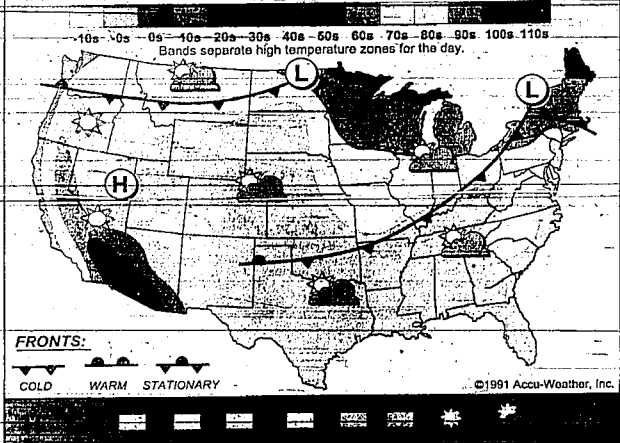 -10s -0s 0s 10s 20s 30s 40s 50s 60s 70s 80s 90s 100s 110s
Bands separate high temperature zones for the day.
L
L
H
FRONTS:
COLD WARM STATIONARY
©1991 Accu-Weather, Inc.